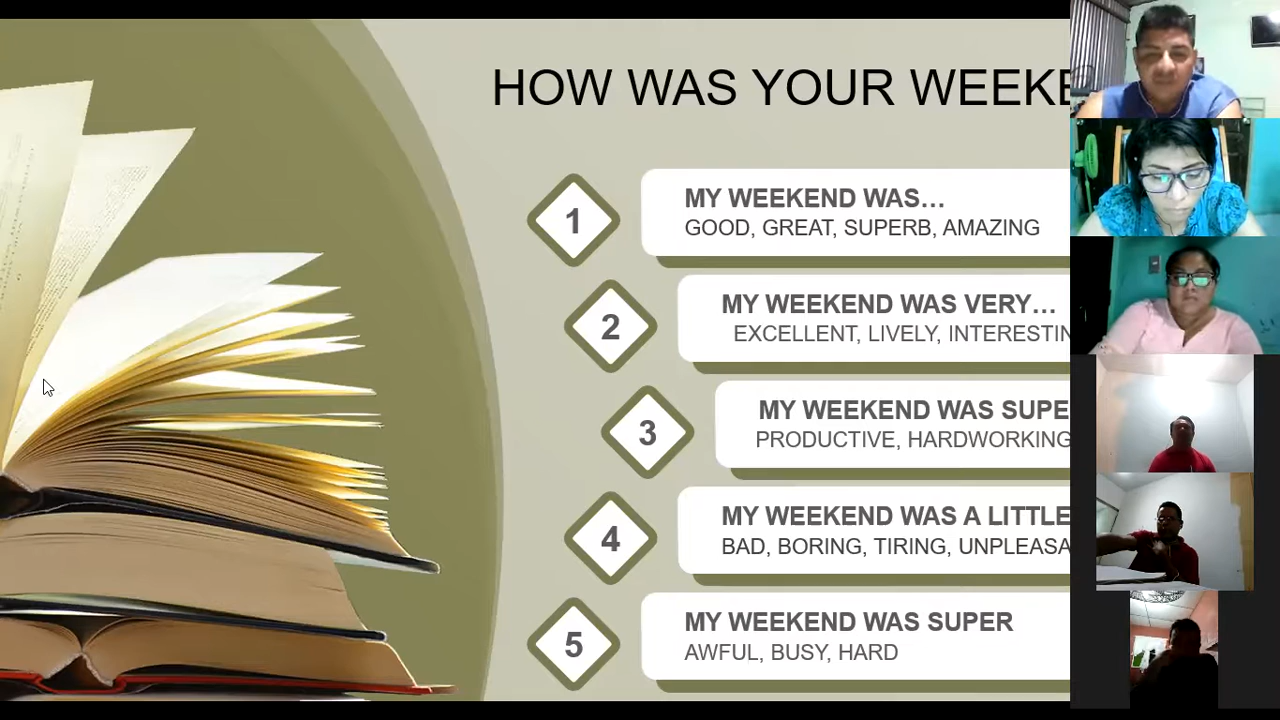 HOW WAS YOUR WEEKE
1
MY WEEKEND WAS…
GOOD, GREAT, SUPERB, AMAZING
2
MY WEEKEND WAS VERY…
EXCELLENT, LIVELY, INTERESTIN
3
MY WEEKEND WAS SUPE
PRODUCTIVE, HARDWORKING
4
MY WEEKEND WAS A LITTLE
BAD, BORING, TIRING, UNPLEASA
5
MY WEEKEND WAS SUPER
AWFUL, BUSY, HARD